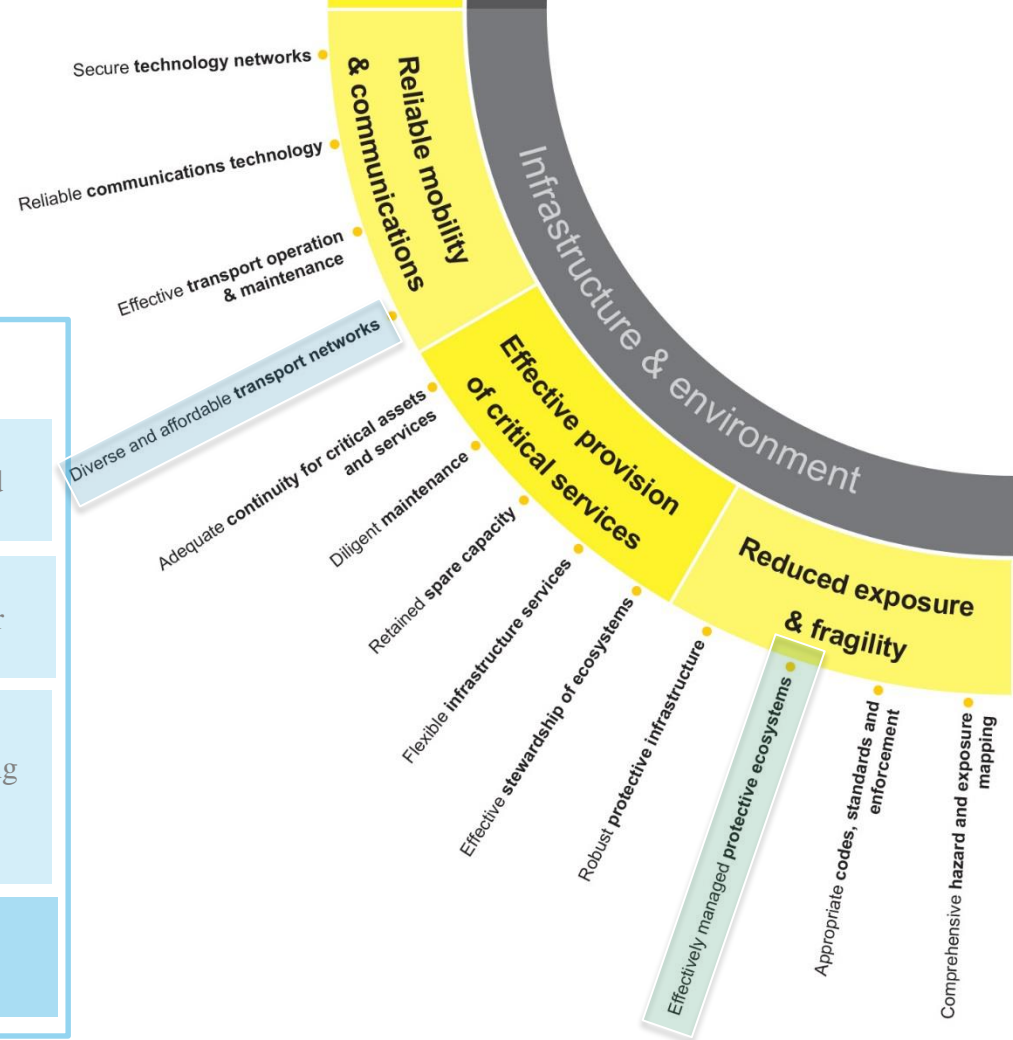 Secure technology networks
Reliable communications technology
Effective transport operation
& maintenance
Diverse and affordable transport networks
Reliable mobility
& communications
Infrastructure & environment
Adequate continuity for critical assets
and services
Diligent maintenance
Retained spare capacity
Flexible infrastructure services
Effective stewardship of ecosystems
Effective provision
of critical services
Robust protective infrastructure
Effectively managed protective ecosystems
Appropriate codes, standards and
enforcement
Comprehensive hazard and exposure
mapping
Reduced exposure
& fragility